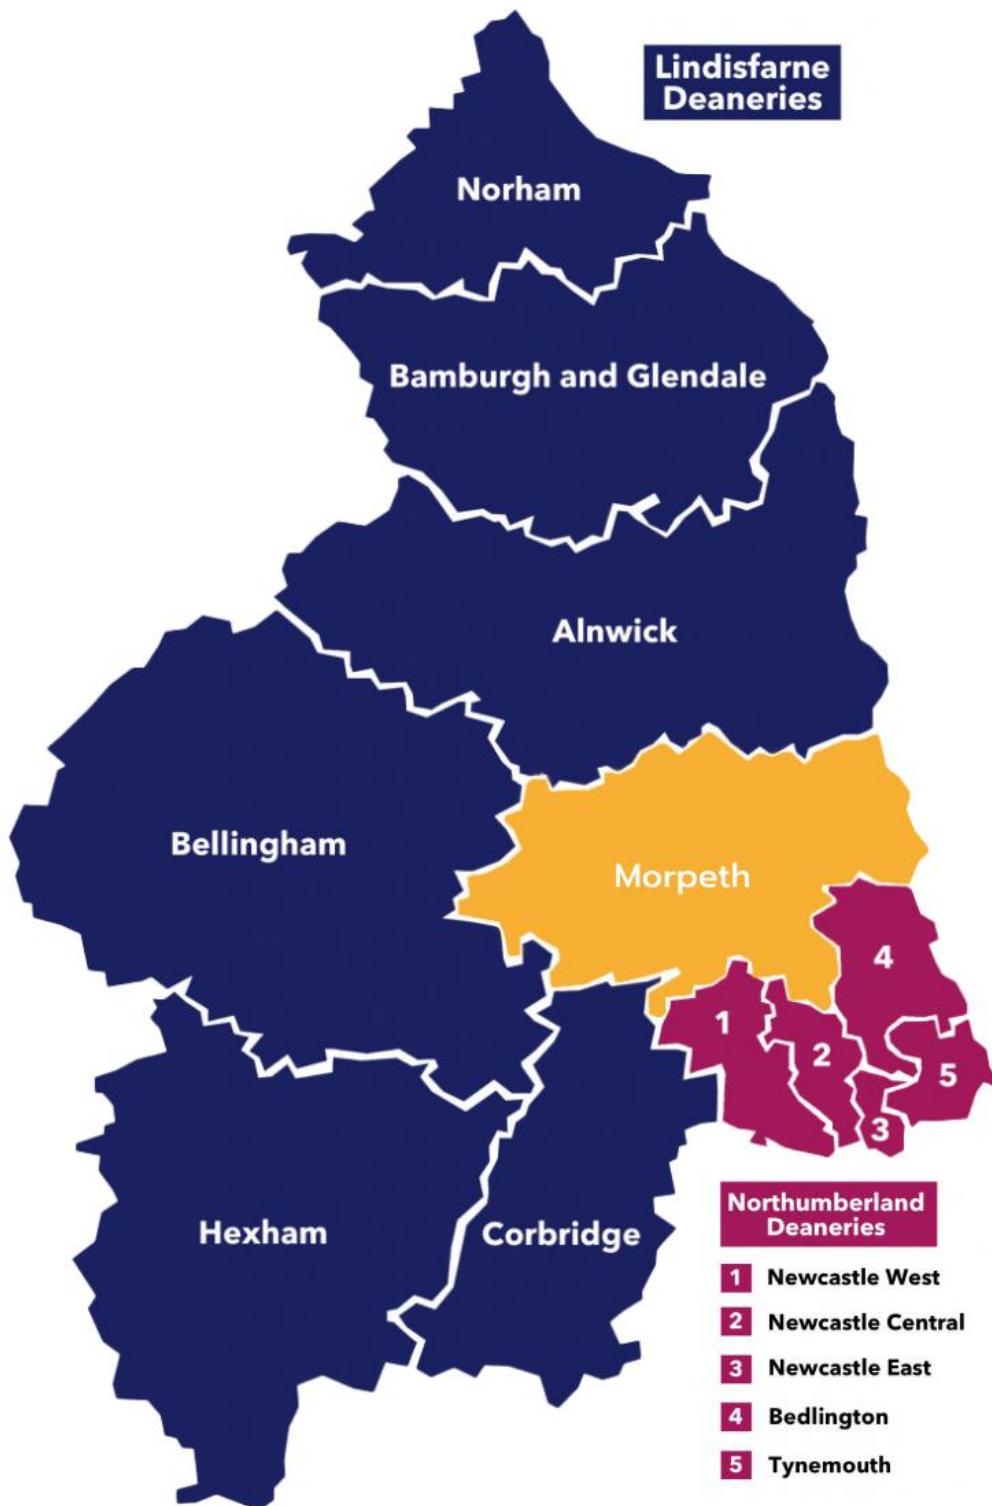 Lindisfarne
Deaneries
Norham
Bamburgh and Glendale
Alnwick
Bellingham
Morpeth
4
1
2
5
3
Hexham
Corbridge
Northumberland
Deaneries
1 Newcastle West
2 Newcastle Central
3 Newcastle East
4 Bedlington
5 Tynemouth